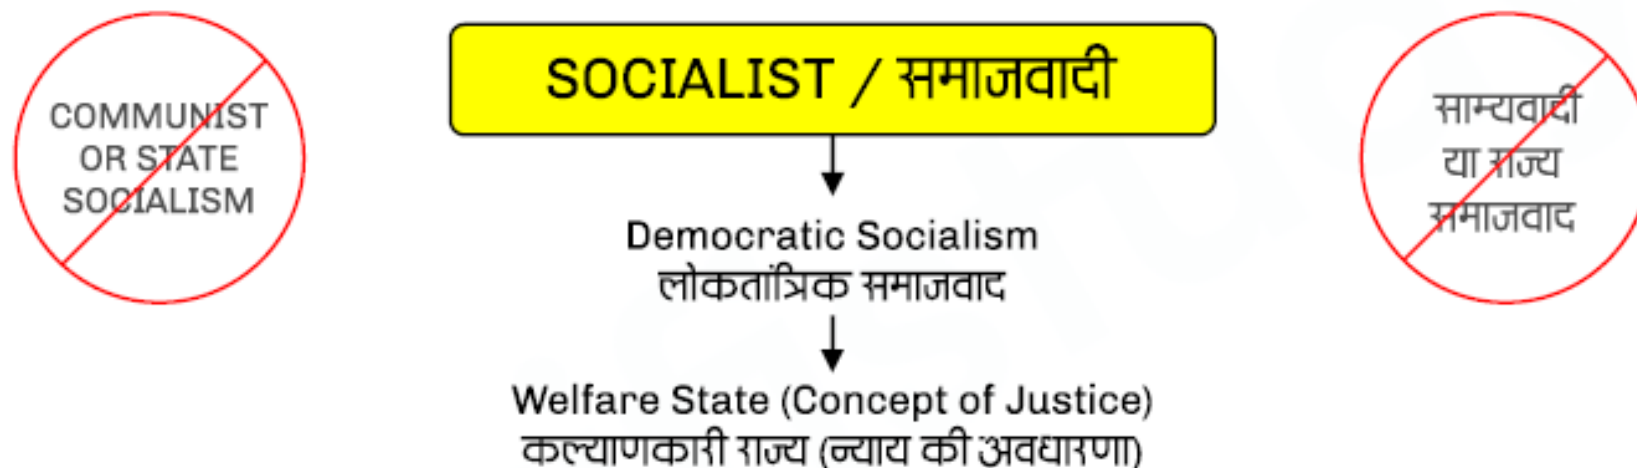 COMMUNIST
OR STATE
SOCIALISM
SOCIALIST / समाजवादी
Democratic Socialism
लोकतांत्रिक समाजवाद
Welfare State (Concept of Justice)
कल्याणकारी राज्य (न्याय की अवधारणा)
साम्यवादी
या राज्य
समाजवाद